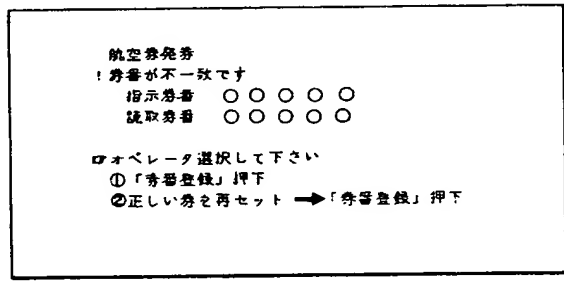 航空券発券
！券番が不一致です
指示券番 ○○○○○
読取券番 ○○○○○
☞オペレータ選択して下さい
①「券番登録」押下
②正しい券を再セット ➔「券番登録」押下